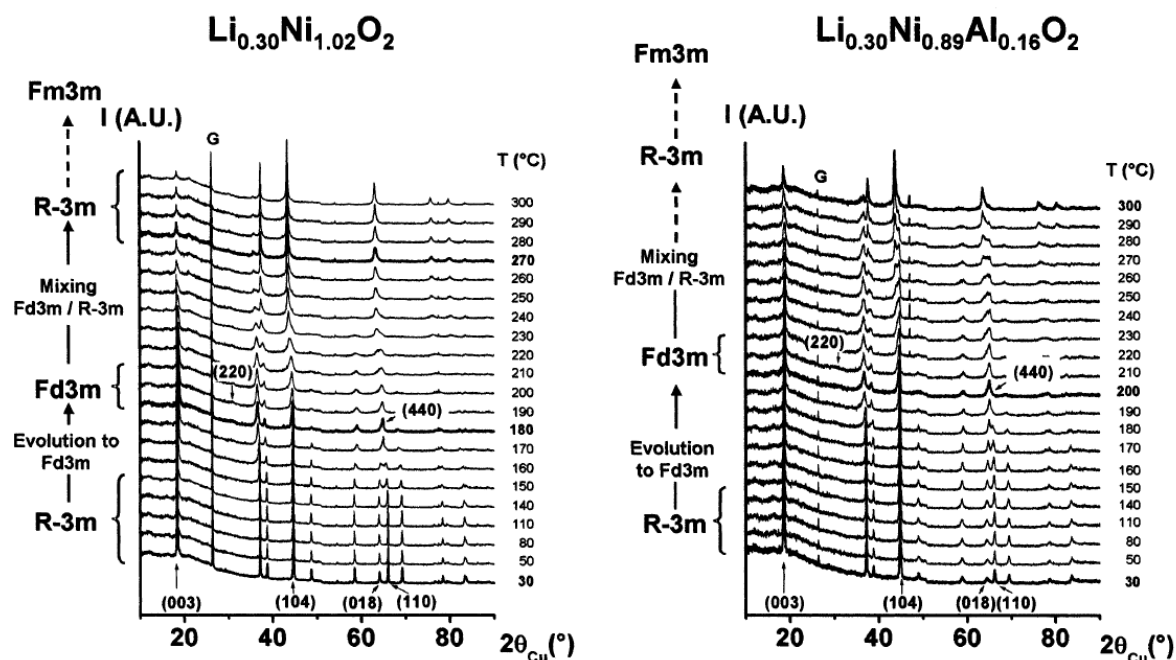 Li0.30Ni1.02O2
Fm3m
I (A.U.)
G
T (°C)
R-3m
Mixing
Fd3m / R-3m
Fd3m
Evolution to
Fd3m
R-3m
300
290
280
270
260
250
240
230
220
210
200
190
180
170
160
150
140
110
80
50
30
(220)
(440)
(003)
(104)
(018)
(110)
20
40
60
80
2θCu(°)
Li0.30Ni0.89Al0.16O2
Fm3m
I (A.U.)
R-3m
G
T (°C)
Mixing
Fd3m / R-3m
Fd3m
Evolution
to Fd3m
R-3m
300
290
280
270
260
250
240
230
220
210
200
190
180
170
160
150
140
110
80
50
30
(220)
(440)
(003)
(104)
(018)(110)
20
40
60
80
2θCu(°)